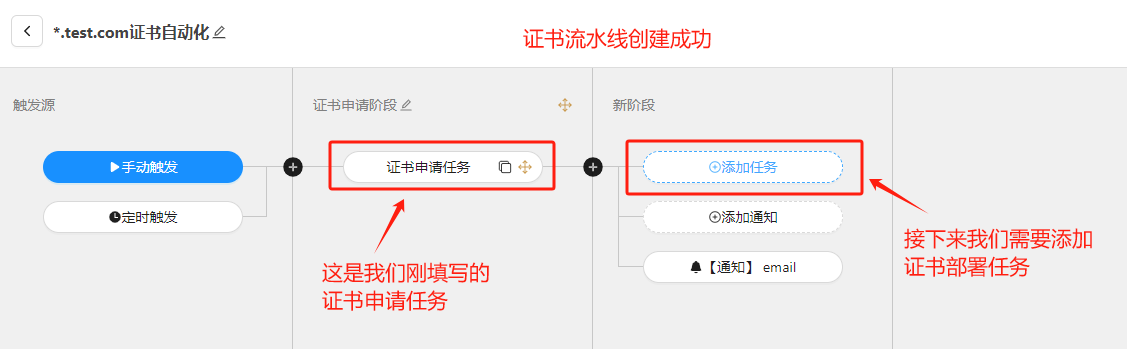 *.test.com证书自动化
证书流水线创建成功
触发源
证书申请阶段
新阶段
手动触发
证书申请任务
添加任务
定时触发
添加通知
【通知】 email
这是我们刚填写的
证书申请任务
接下来我们需要添加
证书部署任务